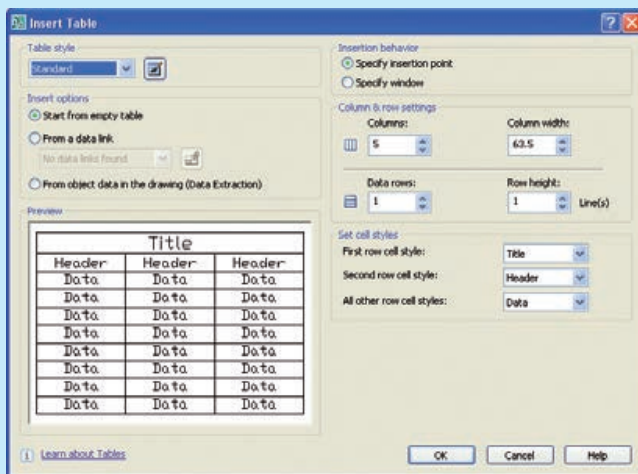 Insert Table
Table style
Standard
Insert options
Start from empty table
From a data link
No data links found
From object data in the drawing (Data Extraction)
Preview
Title
Header Header Header
Data Data Data
Data Data Data
Data Data Data
Data Data Data
Data Data Data
Data Data Data
Data Data Data
Data Data Data
Learn about Tables
Insertion behavior
Specify insertion point
Specify window
Column & row settings
Columns: Column width:
5 63.5
Data rows: Row height:
1 1 Line(s)
Set cell styles
First row cell style: Title
Second row cell style: Header
All other row cell styles: Data
OK Cancel Help